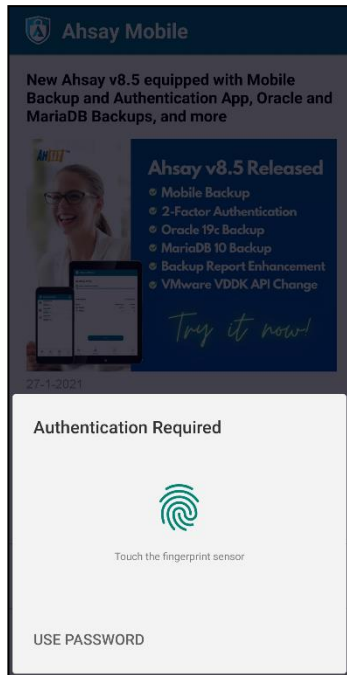 Ahsay Mobile
New Ahsay v8.5 equipped with Mobile
Backup and Authentication App, Oracle and
MariaDB Backups, and more
Ahsay v8.5 Released
Mobile Backup
2-Factor Authentication
Oracle 19c Backup
MariaDB 10 Backup
Backup Report Enhancement
VMware VDDK API Change
Try it now!
27-1-2021
Authentication Required
Touch the fingerprint sensor
USE PASSWORD